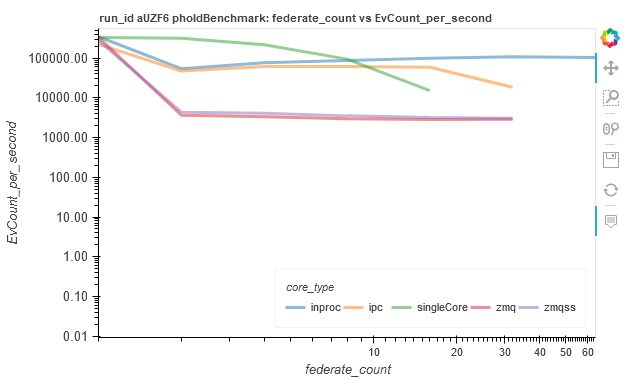 run_id aUZF6 pholdBenchmark: federate_count vs EvCount_per_second
100000.00
10000.00
1000.00
100.00
10.00
1.00
0.10
0.01
EvCount_per_second
core_type
inproc ipc singleCore zmq zmqss
10 20 30 40 50 60
federate_count